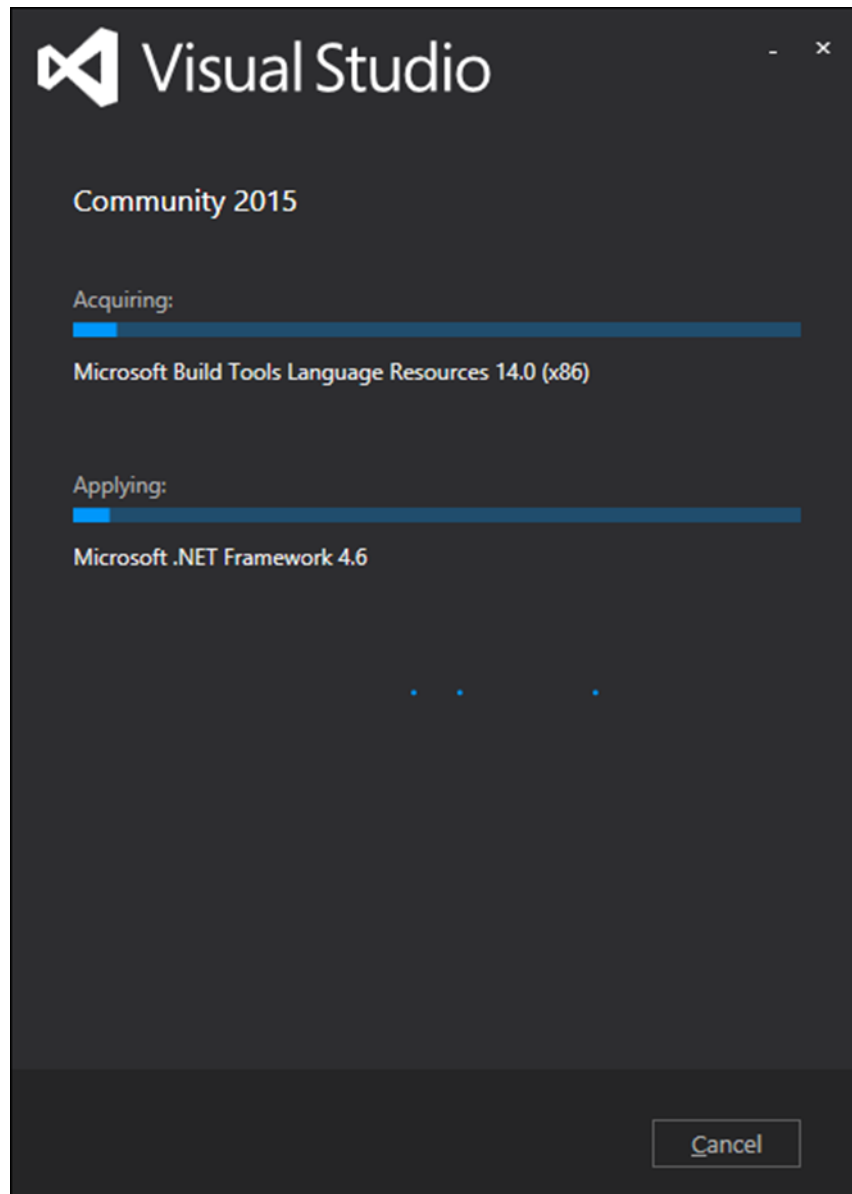 Visual Studio
Community 2015
Acquiring:
Microsoft Build Tools Language Resources 14.0 (x86)
Applying:
Microsoft .NET Framework 4.6
Cancel